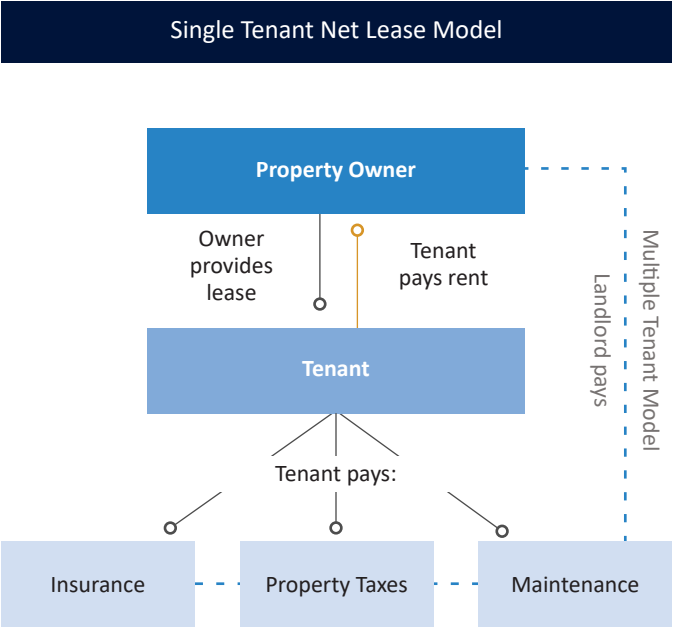 Single Tenant Net Lease Model
Property Owner
Owner
provides
lease
Tenant
pays rent
Multiple Tenant Model
Landlord pays
Tenant
Tenant pays:
Insurance
Property Taxes
Maintenance